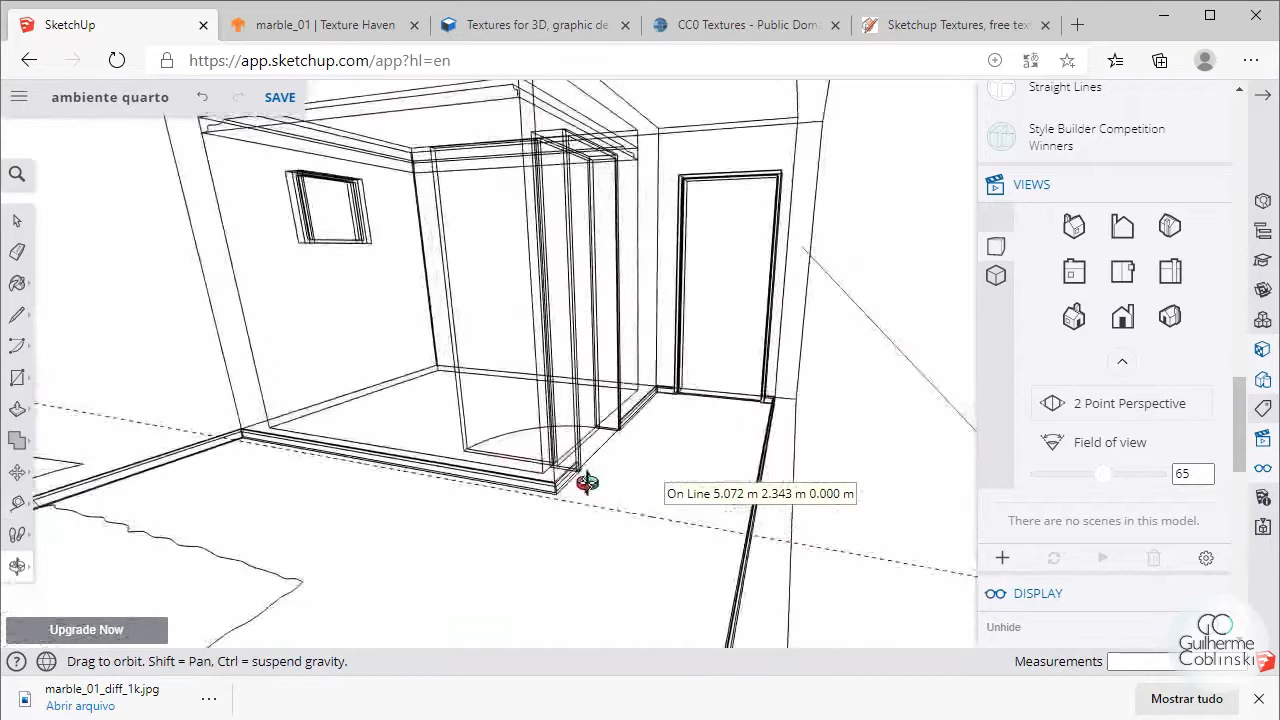 SketchUp
marble_01 | Texture Haven
Textures for 3D, graphic de
CC0 Textures - Public Dom
Sketchup Textures, free tex
https://app.sketchup.com/app?hl=en
ambiente quarto
SAVE
Straight Lines
Style Builder Competition
Winners
VIEWS
2 Point Perspective
Field of view
65
On Line 5.072 m 2.343 m 0.000 m
There are no scenes in this model.
DISPLAY
Unhide
Upgrade Now
GC
Guilherme
Coblinski
Drag to orbit. Shift = Pan, Ctrl = suspend gravity.
Measurements
marble_01_diff_1k.jpg
Abrir arquivo
Mostrar tudo